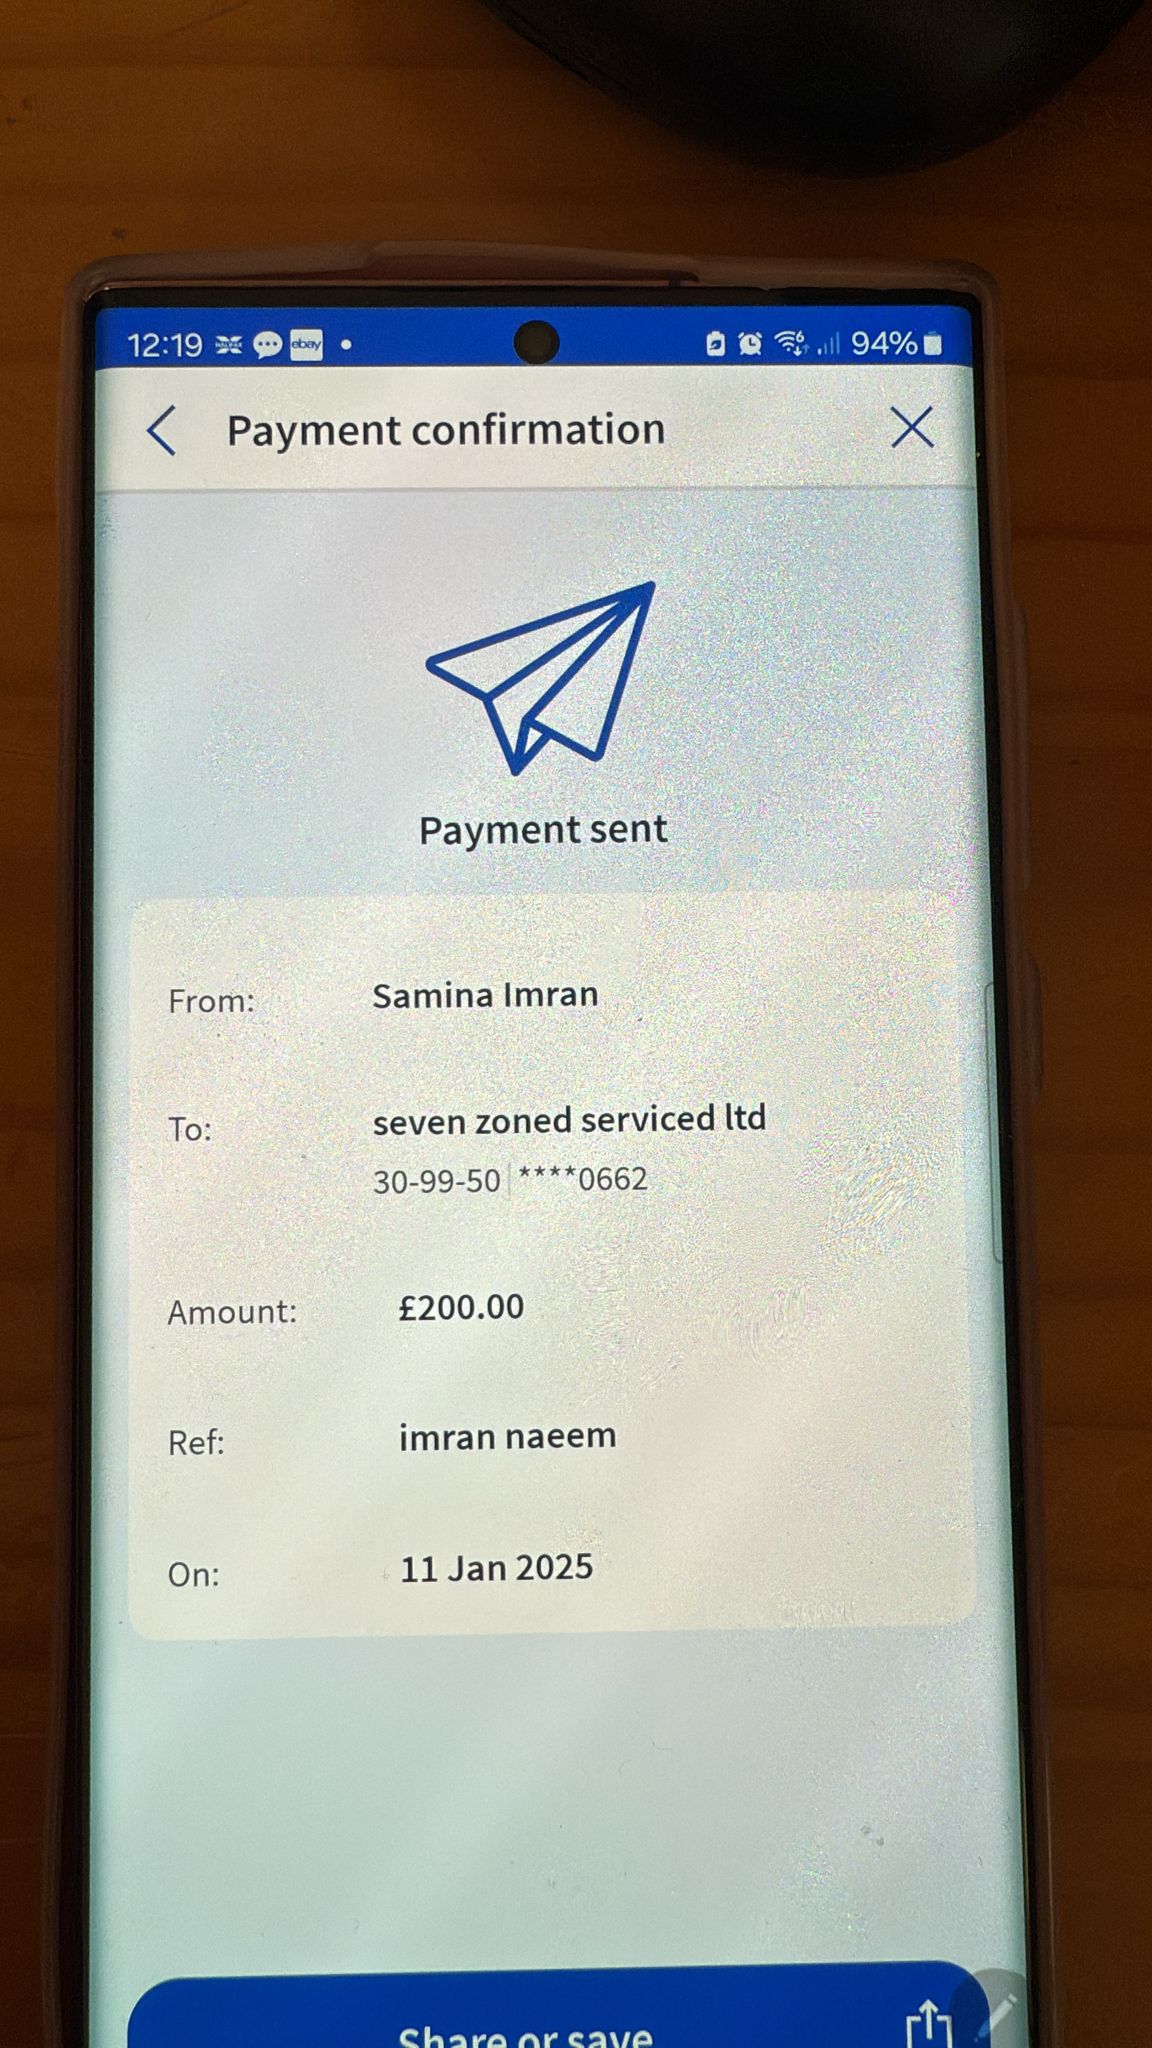 12:19 HALIFAX ebay 94%
Payment confirmation
Payment sent
From: Samina Imran
To: seven zoned serviced ltd
30-99-50 | ****0662
Amount: £200.00
Ref: imran naeem
On: 11 Jan 2025
Share or save